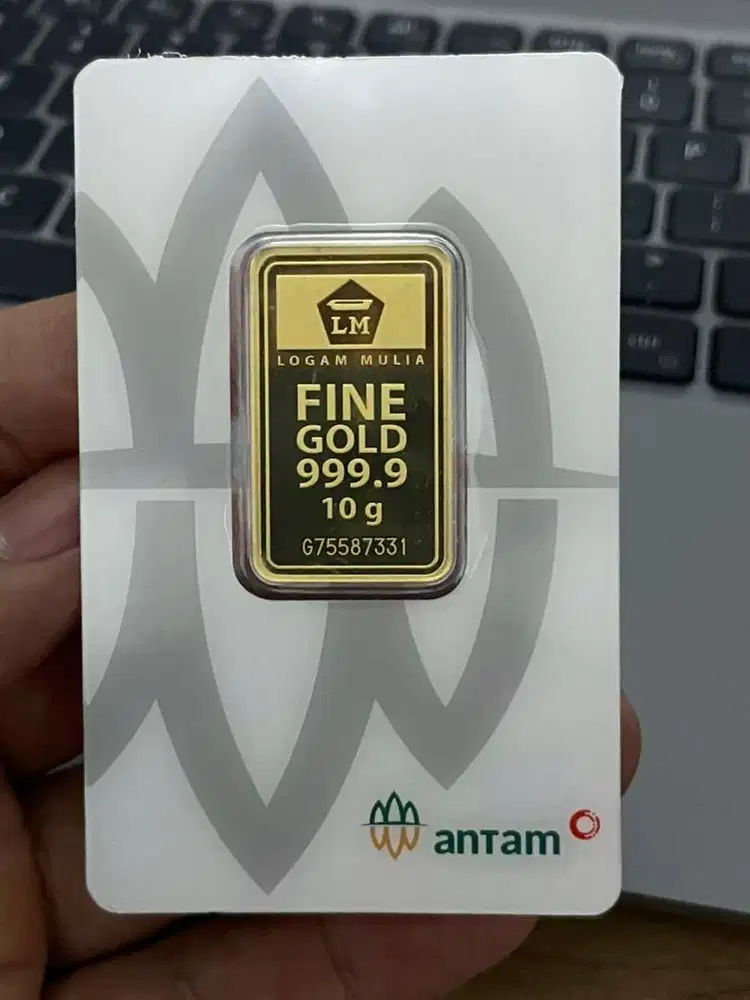 LM
LOGAM MULIA
FINE
GOLD
999.9
10 g
G75587331
antam